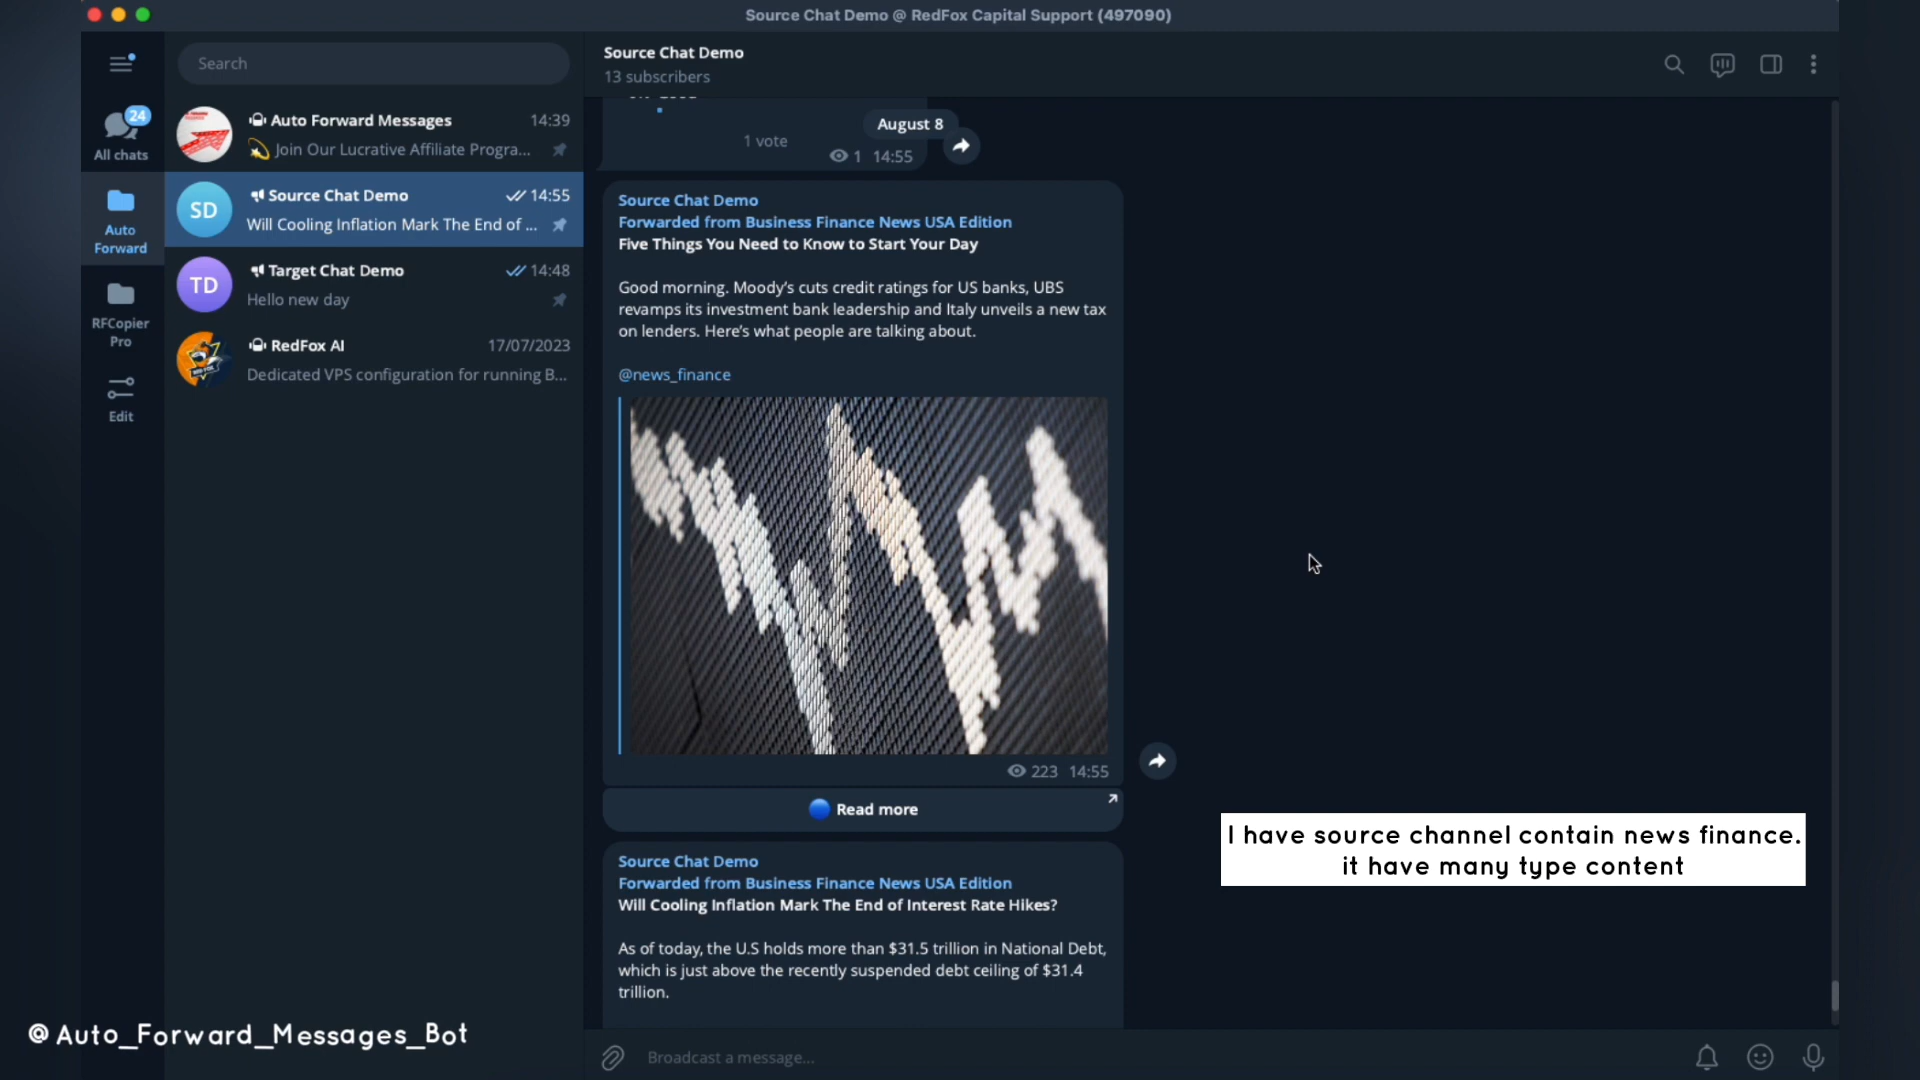 Source Chat Demo @ RedFox Capital Support (497090)
Search
24
All chats
Auto
Forward
RFCopier
Pro
Edit
Auto Forward Messages 14:39
Join Our Lucrative Affiliate Progra...
SD
Source Chat Demo 14:55
Will Cooling Inflation Mark The End of ...
TD
Target Chat Demo 14:48
Hello new day
RedFox AI 17/07/2023
Dedicated VPS configuration for running B...
Source Chat Demo
13 subscribers
August 8
1 vote
1 14:55
Source Chat Demo
Forwarded from Business Finance News USA Edition
Five Things You Need to Know to Start Your Day
Good morning. Moody’s cuts credit ratings for US banks, UBS
revamps its investment bank leadership and Italy unveils a new tax
on lenders. Here’s what people are talking about.
@news_finance
223 14:55
Read more
Source Chat Demo
Forwarded from Business Finance News USA Edition
Will Cooling Inflation Mark The End of Interest Rate Hikes?
As of today, the U.S holds more than $31.5 trillion in National Debt,
which is just above the recently suspended debt ceiling of $31.4
trillion.
Broadcast a message...
I have source channel contain news finance.
it have many type content
@Auto_Forward_Messages_Bot